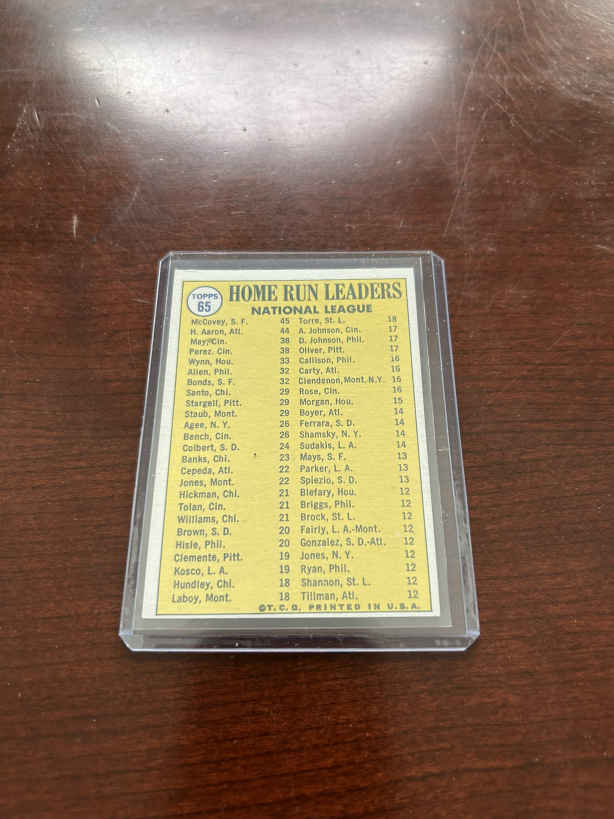 TOPPS
65
HOME RUN LEADERS
NATIONAL LEAGUE
McCovey, S. F. 45 Torre, St. L. 18
H. Aaron, Atl. 44 A. Johnson, Cin. 17
May, Cin. 38 D. Johnson, Phil. 17
Perez, Cin. 38 Oliver, Pitt. 17
Wynn, Hou. 33 Callison, Phil. 16
Allen, Phil. 32 Carty, Atl. 16
Bonds, S. F. 32 Clendenon, Mont.N.Y. 16
Santo, Chi. 29 Rose, Cin. 16
Stargell, Pitt. 29 Morgan, Hou. 15
Staub, Mont. 29 Boyer, Atl. 14
Agee, N. Y. 26 Ferrara, S. D. 14
Bench, Cin. 26 Shamsky, N. Y. 14
Colbert, S. D. 24 Sudakis, L. A. 14
Banks, Chi. 23 Mays, S. F. 13
Cepeda, Atl. 22 Parker, L. A. 13
Jones, Mont. 22 Spiezio, S. D. 13
Hickman, Chi. 21 Blefary, Hou. 12
Tolan, Cin. 21 Briggs, Phil. 12
Williams, Chi. 21 Brock, St. L. 12
Brown, S. D. 20 Fairly, L. A.-Mont. 12
Hisle, Phil. 20 Gonzalez, S. D.-Atl. 12
Clemente, Pitt. 19 Jones, N. Y. 12
Kosco, L. A. 19 Ryan, Phil. 12
Hundley, Chi. 18 Shannon, St. L. 12
Laboy, Mont. 18 Tillman, Atl. 12
©T. C. G. PRINTED IN U. S. A.